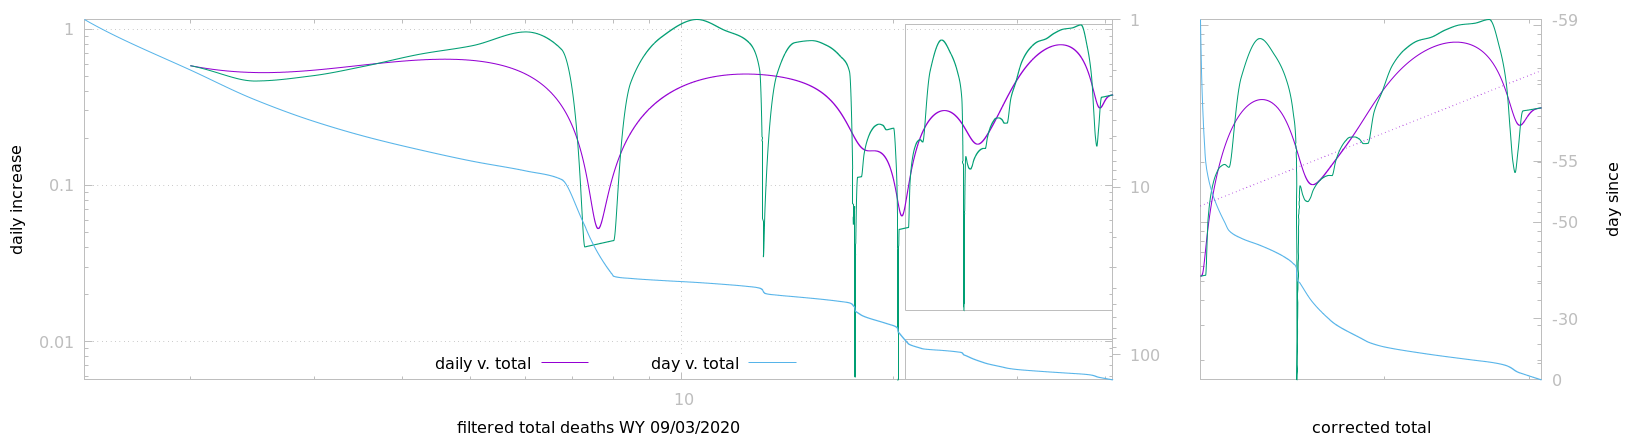 1
0.1
0.01
daily increase
10
filtered total deaths WY 09/03/2020
daily v. total
day v. total
1
10
100
-59
-55
-50
-30
0
day since
corrected total